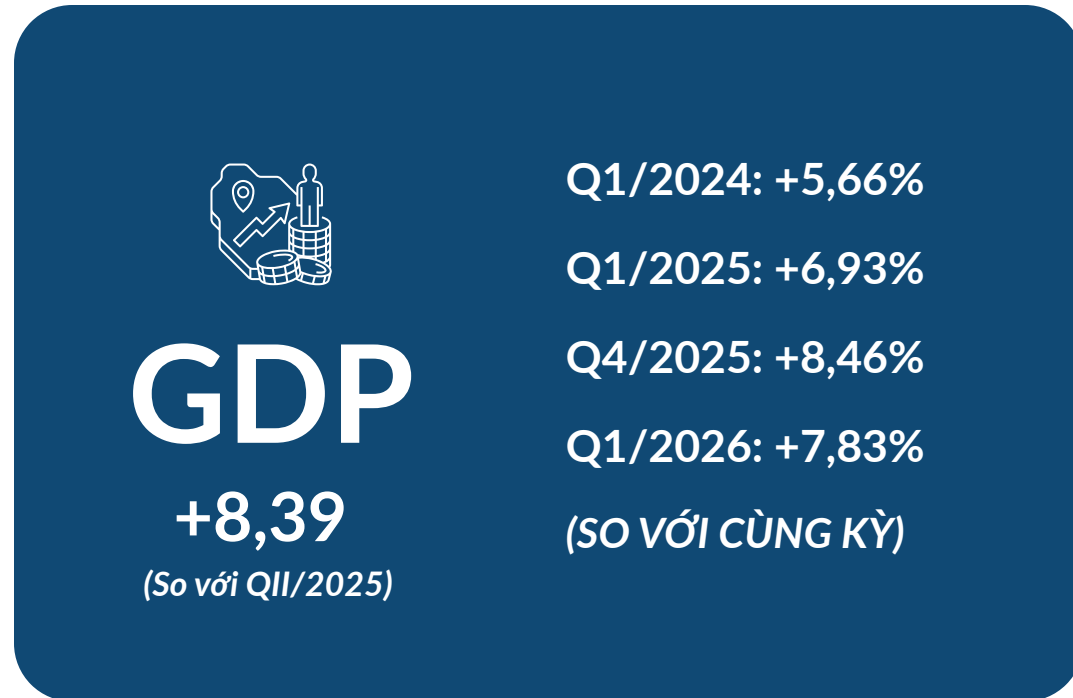 GDP
+8,39
(So với QII/2025)
Q1/2024: +5,66%
Q1/2025: +6,93%
Q4/2025: +8,46%
Q1/2026: +7,83%
(SO VỚI CÙNG KỲ)